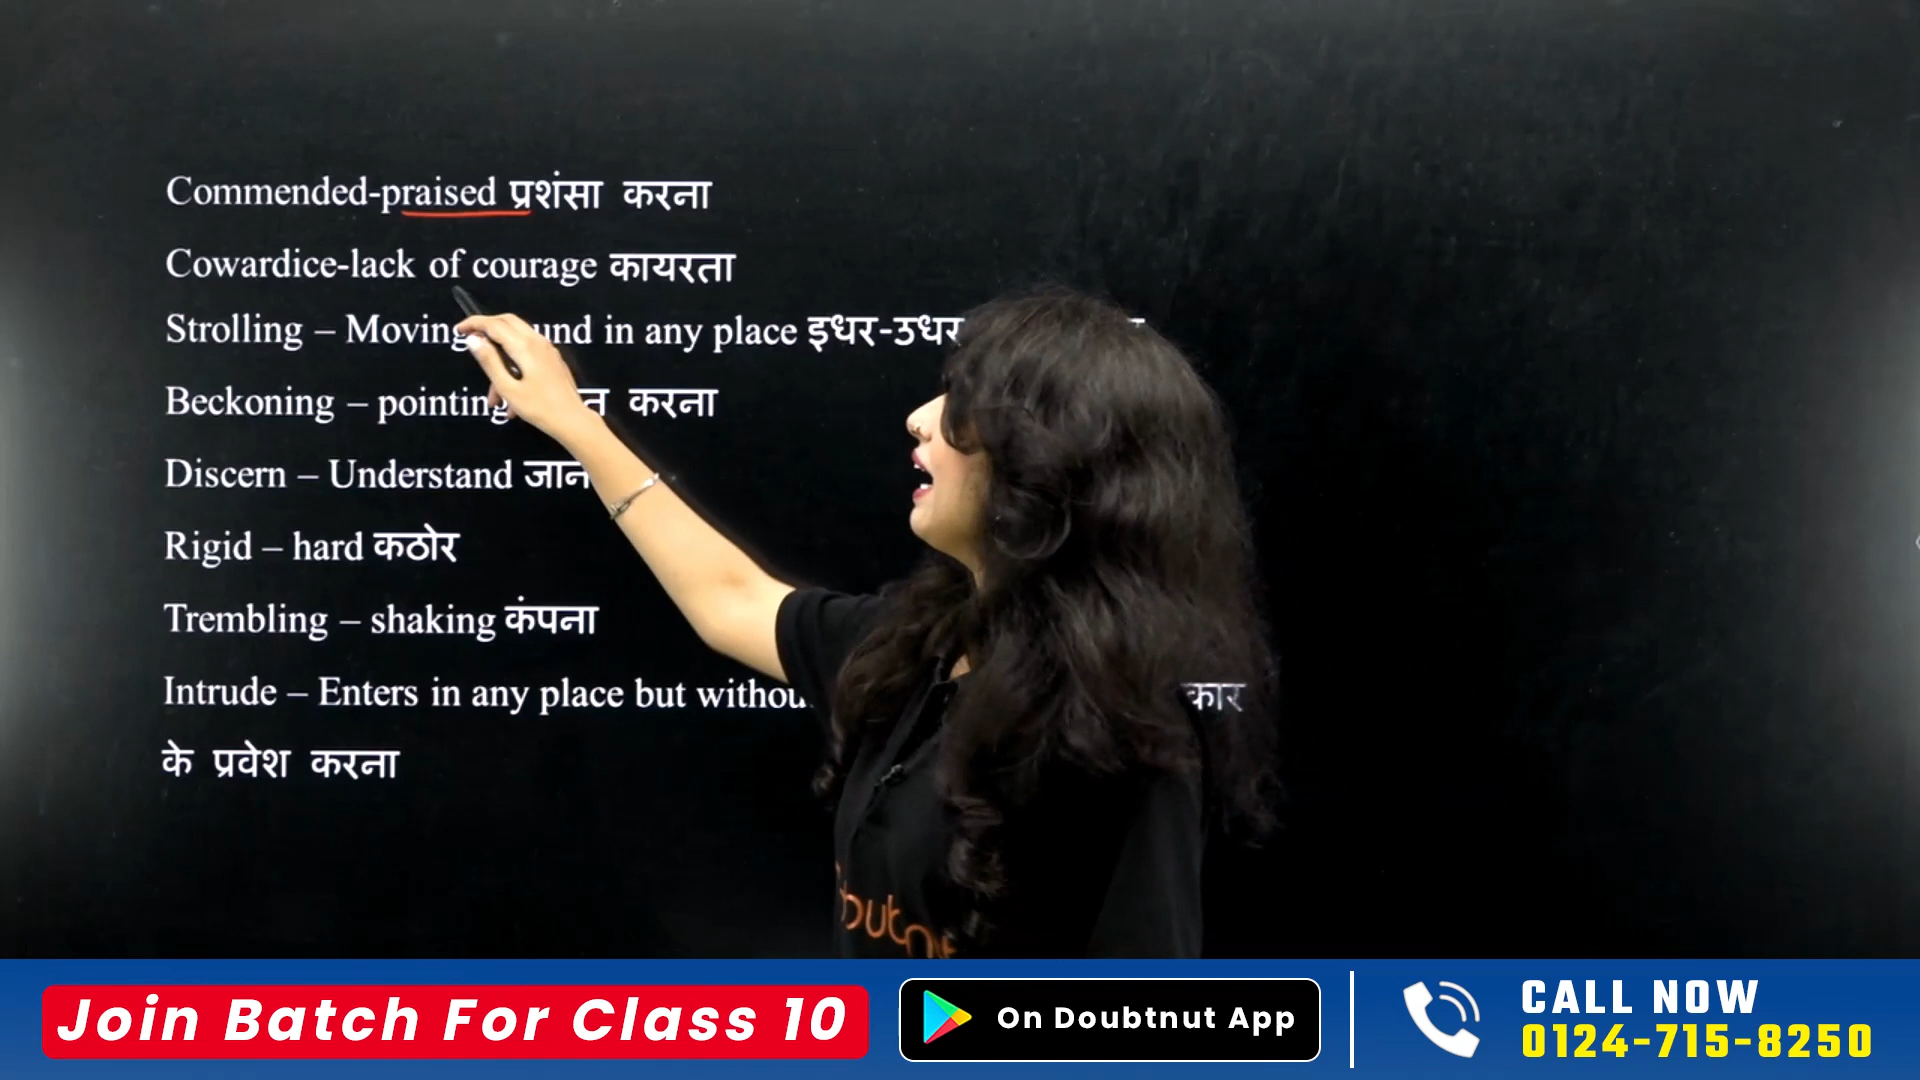 Commended-praised प्रशंसा करना
Cowardice-lack of courage कायरता
Strolling – Moving in any place इधर-उधर
Beckoning – pointing करना
Discern – Understand
Rigid – hard कठोर
Trembling – shaking कंपना
Intrude – Enters in any place but
के प्रवेश करना
Join Batch For Class 10
On Doubtnut App
CALL NOW
0124-715-8250